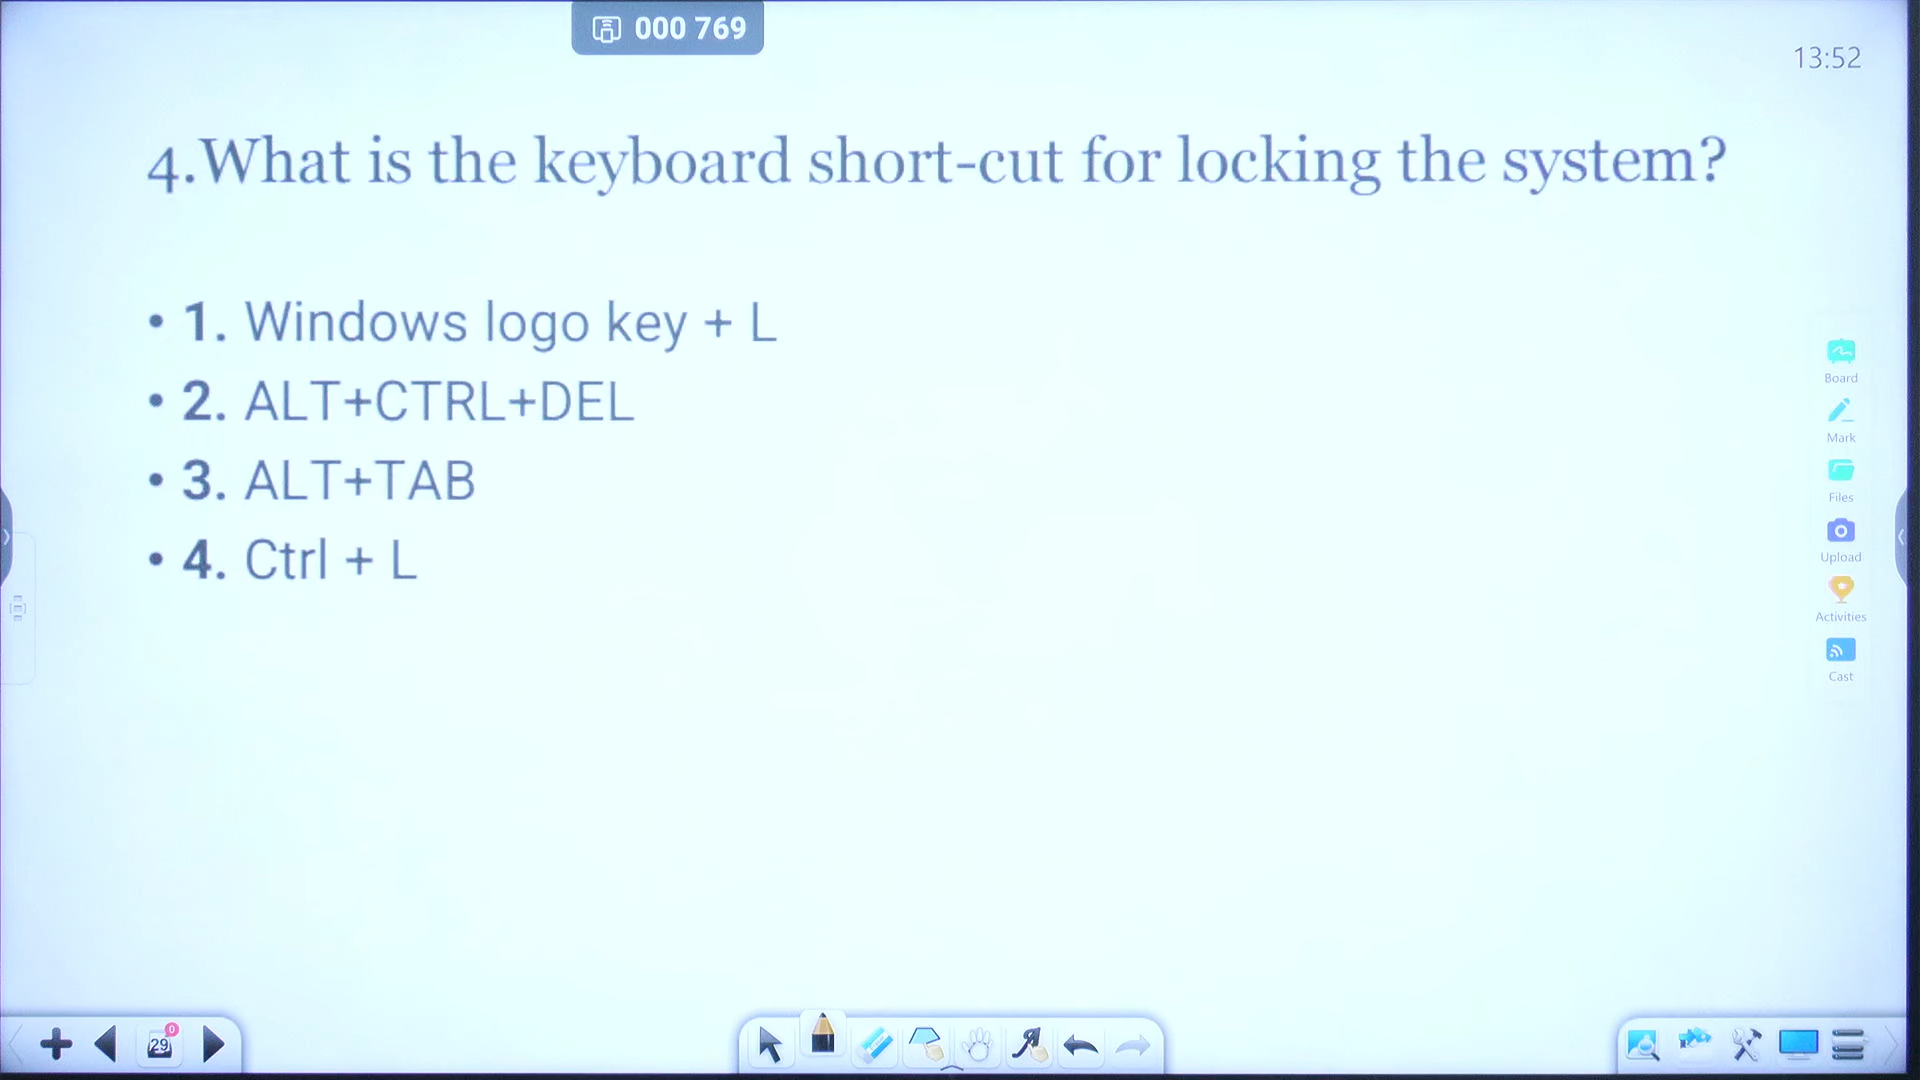 000 769
13:52
4.What is the keyboard short-cut for locking the system?
• 1. Windows logo key + L
• 2. ALT+CTRL+DEL
• 3. ALT+TAB
• 4. Ctrl + L
Board
Mark
Files
Upload
Activities
Cast
29
0